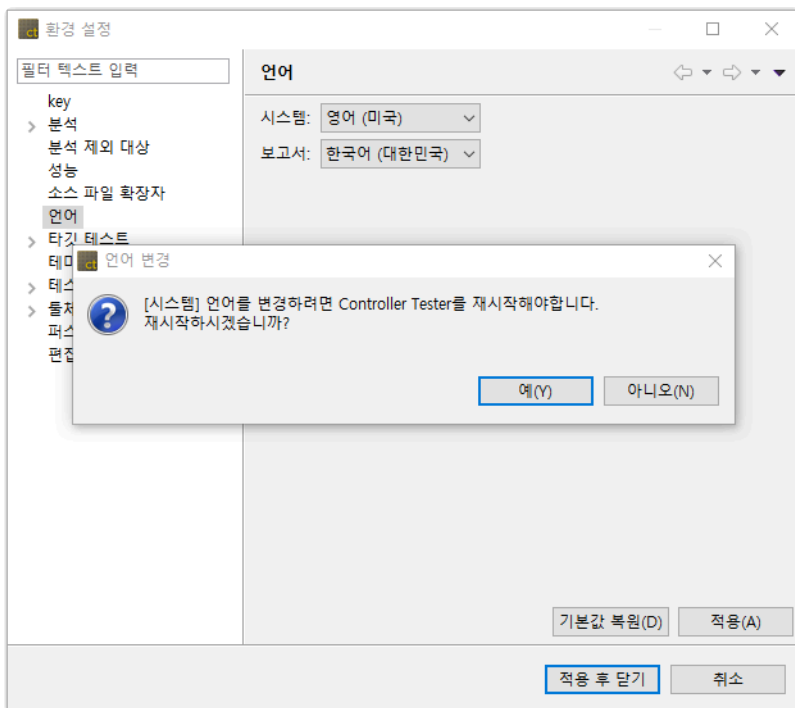 ct 환경 설정
필터 텍스트 입력
언어
key
분석
분석 제외 대상
성능
소스 파일 확장자
언어
타깃 테스트
시스템: 영어 (미국)
보고서: 한국어 (대한민국)
ct 언어 변경
[시스템] 언어를 변경하려면 Controller Tester를 재시작해야합니다.
재시작하시겠습니까?
예(Y) 아니오(N)
기본값 복원(D) 적용(A)
적용 후 닫기 취소